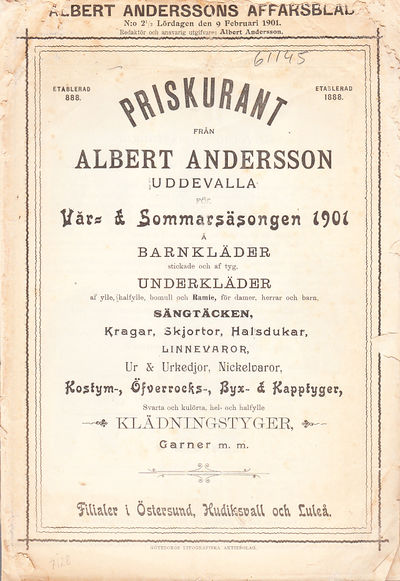 ALBERT ANDERSSONS AFFÄRSBLAD
N:o 2½ Lördagen den 9 Februari 1901.
Redaktör och ansvarig utgifvare: Albert Andersson.
61145
ETABLERAD
888.
ETABLERAD
1888.
PRISKURANT
FRÅN
ALBERT ANDERSSON
UDDEVALLA
FÖR
Vår- & Sommarsäsongen 1901
Å
BARNKLÄDER
stickade och af tyg,
UNDERKLÄDER
af ylle, halfylle, bomull och Ramie, för damer, herrar och barn,
SÄNGTÄCKEN,
Kragar, Skjortor, Halsdukar,
LINNEVAROR,
Ur & Urkedjor, Nickelvaror,
Kostym-, Öfverrocks-, Byx- & Kapptyger,
Svarta och kulörta, hel- och halfylle
KLÄDNINGSTYGER,
Garner m. m.
Filialer i Östersund, Hudiksvall och Luleå.
GÖTEBORGS LITOGRAFISKA AKTIEBOLAG.